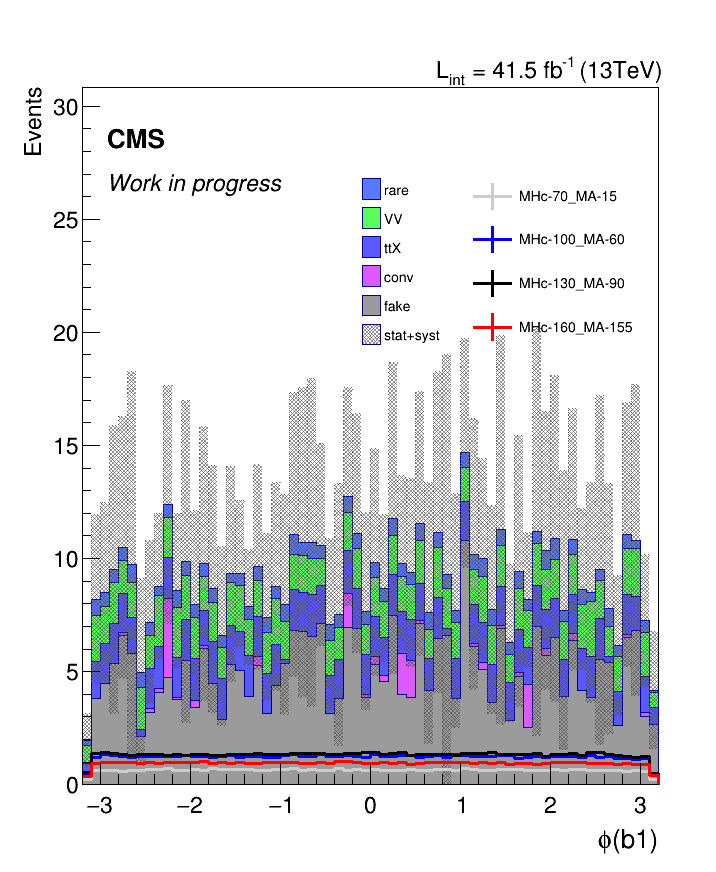 L_int = 41.5 fb^-1 (13TeV)
Events
CMS
Work in progress
rare
VV
ttX
conv
fake
stat+syst
MHc-70_MA-15
MHc-100_MA-60
MHc-130_MA-90
MHc-160_MA-155
30
25
20
15
10
5
0
−3 −2 −1 0 1 2 3
ϕ(b1)